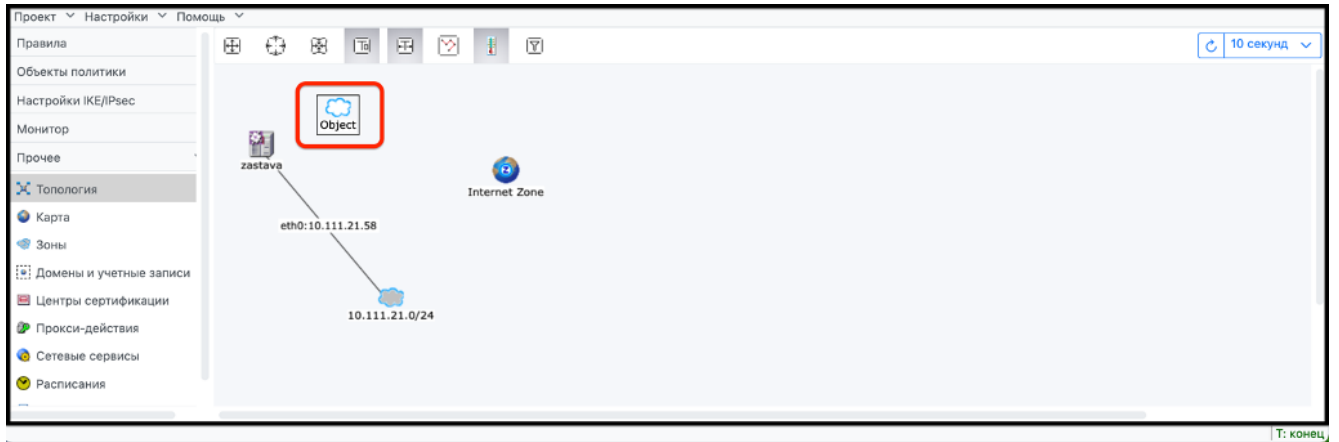 Проект Настройки Помощь
Правила
10 секунд
Объекты политики
Настройки IKE/IPsec
Монитор
Прочее
Топология
Карта
Зоны
Домены и учетные записи
Центры сертификации
Прокси-действия
Сетевые сервисы
Расписания
Object
zastava
Internet Zone
eth0:10.111.21.58
10.111.21.0/24
T: конец